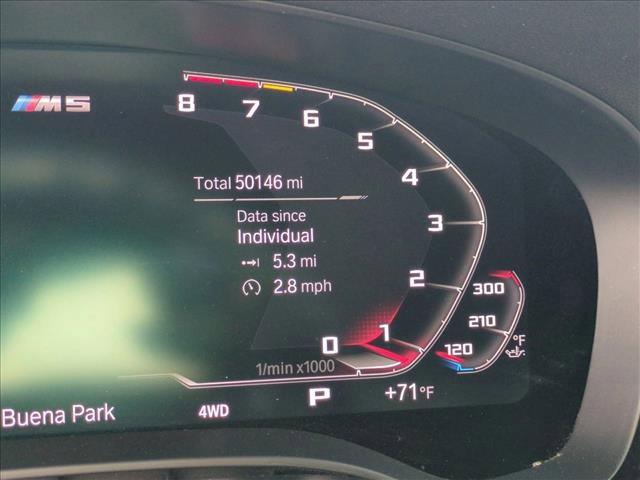 M5
8
7
6
5
4
3
2
1
0
Total 50146 mi
Data since
Individual
5.3 mi
2.8 mph
1/min x1000
300
210
120
°F
Buena Park
4WD
P
+71°F